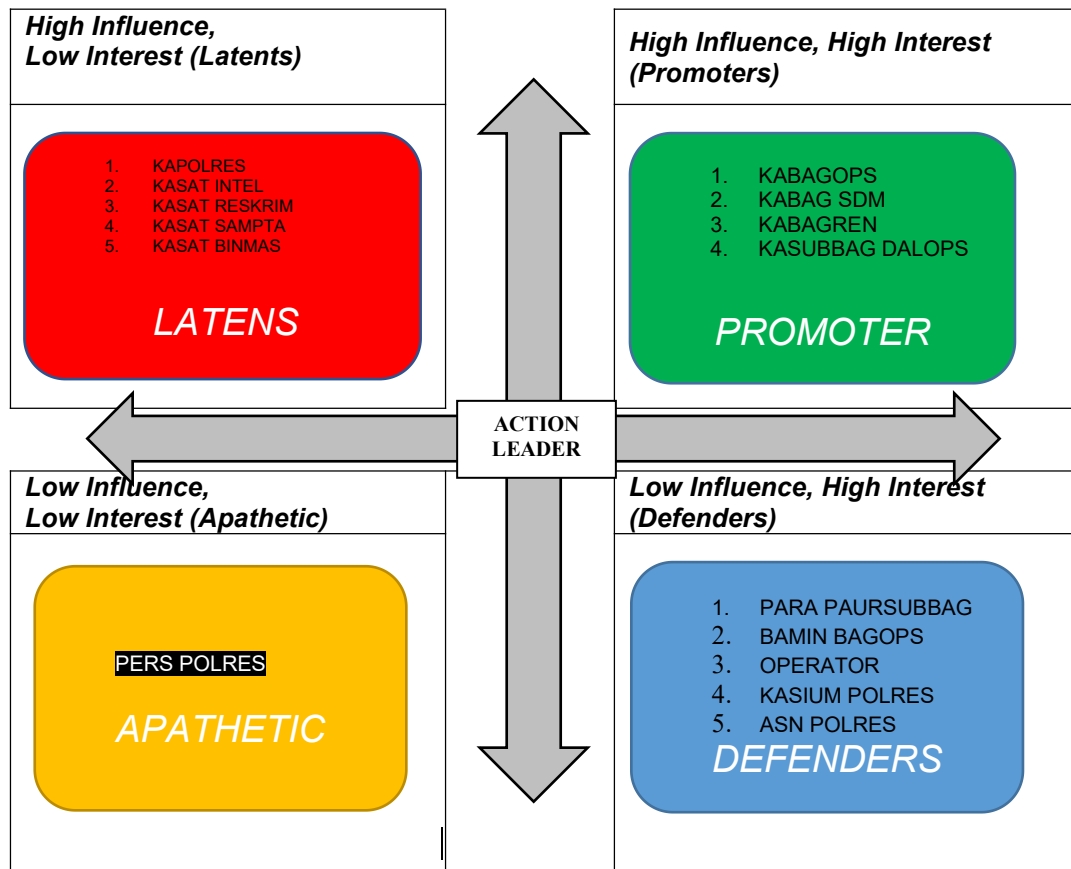 High Influence,
Low Interest (Latents)
High Influence, High Interest
(Promoters)
1. KAPOLRES
2. KASAT INTEL
3. KASAT RESKRIM
4. KASAT SAMPTA
5. KASAT BINMAS
LATENS
1. KABAGOPS
2. KABAG SDM
3. KABAGREN
4. KASUBBAG DALOPS
PROMOTER
ACTION
LEADER
Low Influence,
Low Interest (Apathetic)
Low Influence, High Interest
(Defenders)
PERS POLRES
APATHETIC
1. PARA PAURSUBBAG
2. BAMIN BAGOPS
3. OPERATOR
4. KASIUM POLRES
5. ASN POLRES
DEFENDERS